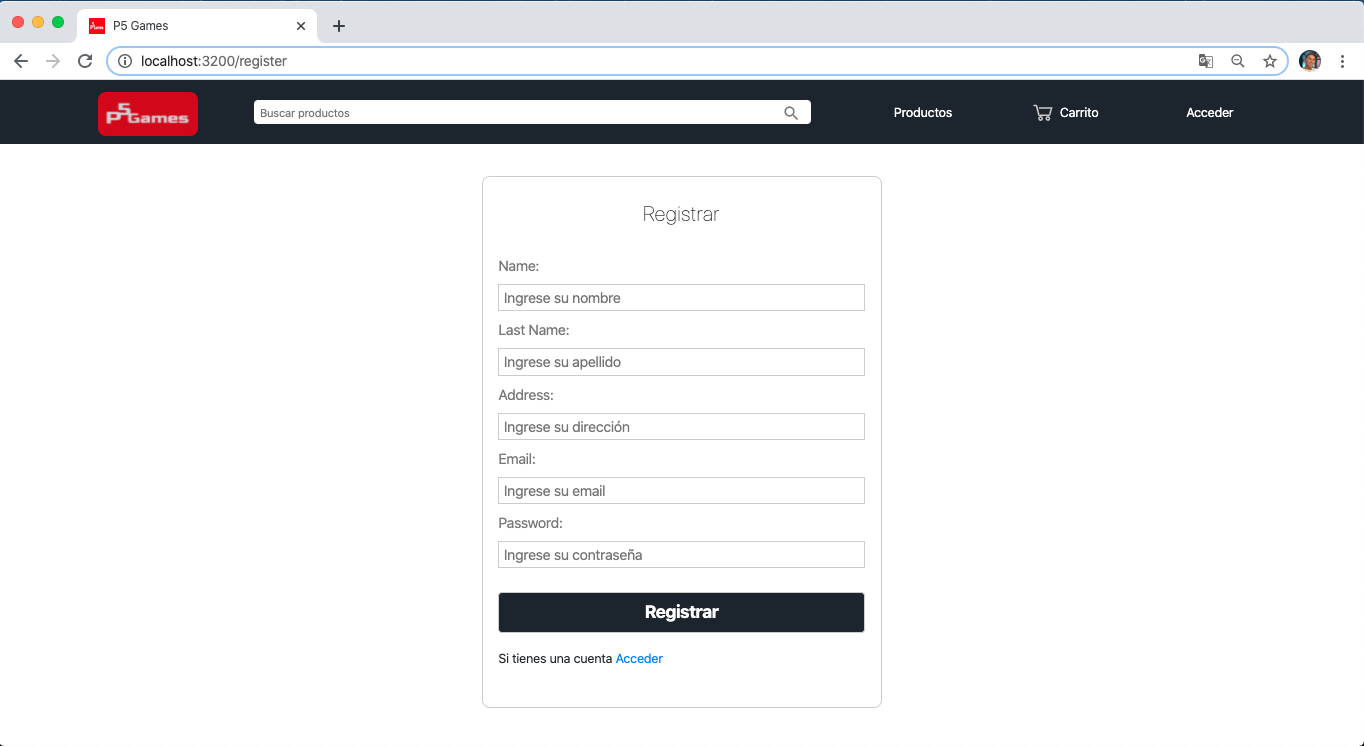 P5 Games
localhost:3200/register
P5Games
Buscar productos
Productos
Carrito
Acceder
Registrar
Name:
Ingrese su nombre
Last Name:
Ingrese su apellido
Address:
Ingrese su dirección
Email:
Ingrese su email
Password:
Ingrese su contraseña
Registrar
Si tienes una cuenta Acceder